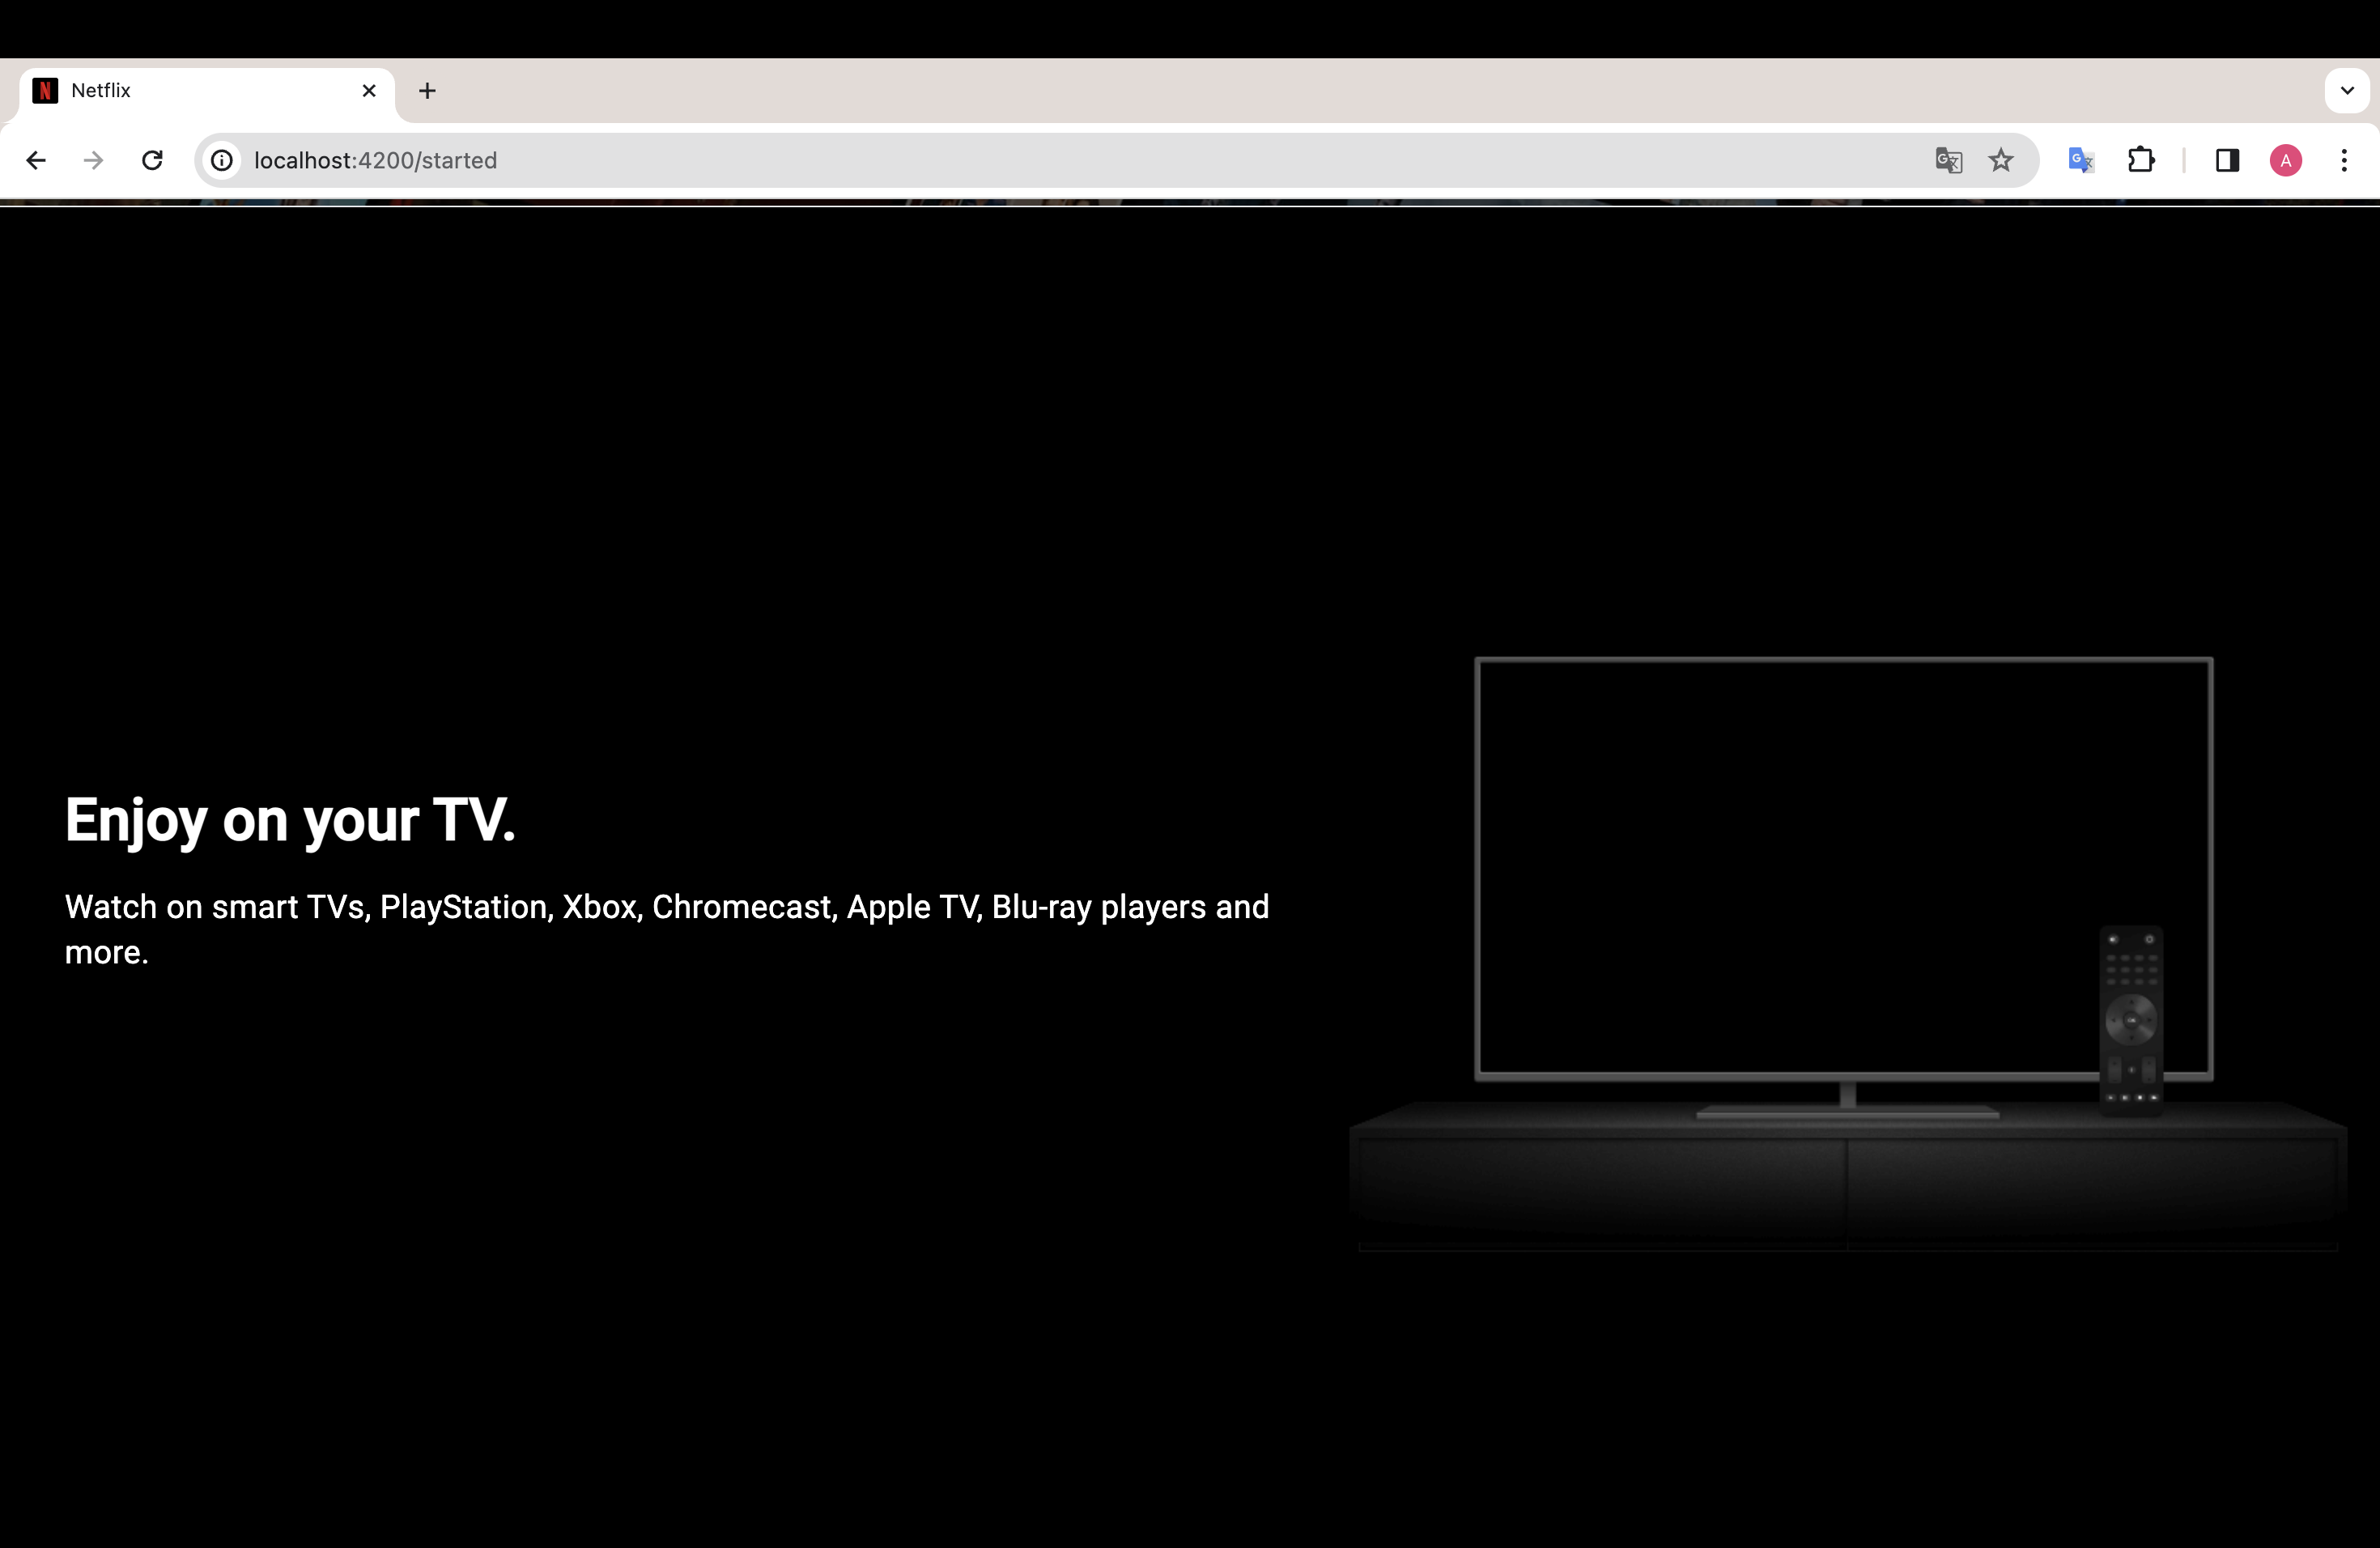 Netflix
localhost:4200/started
A
Enjoy on your TV.
Watch on smart TVs, PlayStation, Xbox, Chromecast, Apple TV, Blu-ray players and
more.